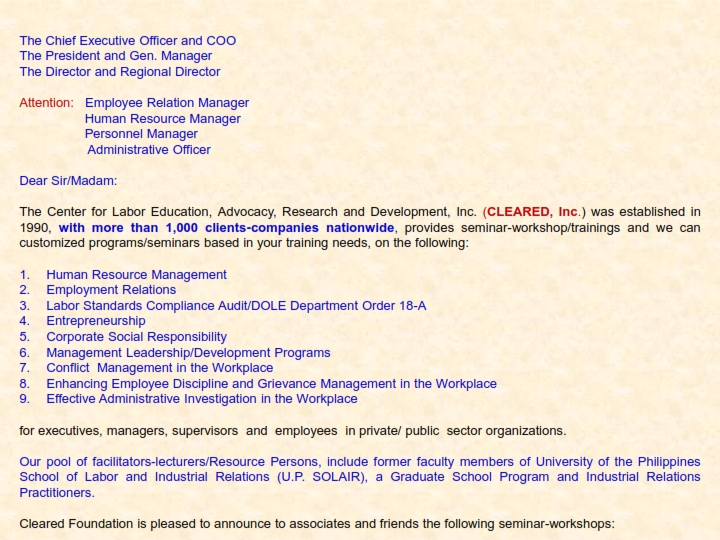 The Chief Executive Officer and COO
The President and Gen. Manager
The Director and Regional Director
Attention: Employee Relation Manager
Human Resource Manager
Personnel Manager
Administrative Officer
Dear Sir/Madam:
The Center for Labor Education, Advocacy, Research and Development, Inc. (CLEARED, Inc.) was established in
1990, with more than 1,000 clients-companies nationwide, provides seminar-workshop/trainings and we can
customized programs/seminars based in your training needs, on the following:
1. Human Resource Management
2. Employment Relations
3. Labor Standards Compliance Audit/DOLE Department Order 18-A
4. Entrepreneurship
5. Corporate Social Responsibility
6. Management Leadership/Development Programs
7. Conflict Management in the Workplace
8. Enhancing Employee Discipline and Grievance Management in the Workplace
9. Effective Administrative Investigation in the Workplace
for executives, managers, supervisors and employees in private/ public sector organizations.
Our pool of facilitators-lecturers/Resource Persons, include former faculty members of University of the Philippines
School of Labor and Industrial Relations (U.P. SOLAIR), a Graduate School Program and Industrial Relations
Practitioners.
Cleared Foundation is pleased to announce to associates and friends the following seminar-workshops: